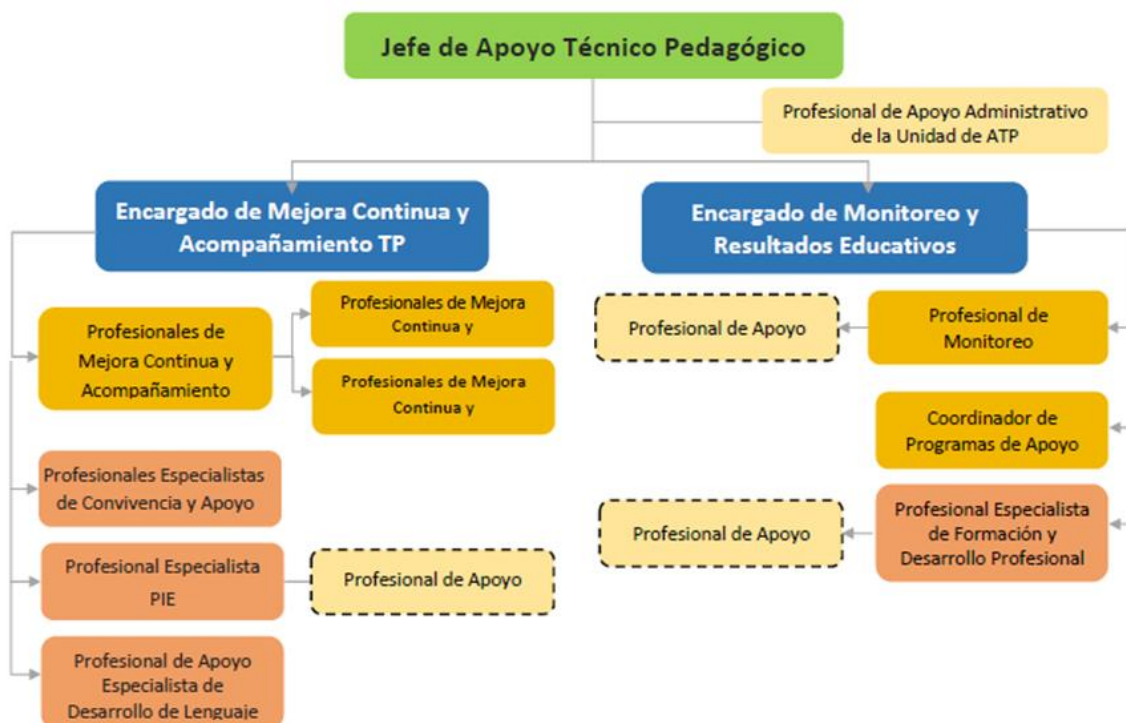 Jefe de Apoyo Técnico Pedagógico
Profesional de Apoyo Administrativo
de la Unidad de ATP
Encargado de Mejora Continua y
Acompañamiento TP
Encargado de Monitoreo y
Resultados Educativos
Profesionales de
Mejora Continua y
Acompañamiento
Profesionales de Mejora
Continua y
Profesionales de Mejora
Continua y
Profesionales Especialistas
de Convivencia y Apoyo
Profesional Especialista
PIE
Profesional de Apoyo
Profesional de Apoyo
Especialista de
Desarrollo de Lenguaje
Profesional de Apoyo
Profesional de
Monitoreo
Coordinador de
Programas de Apoyo
Profesional de Apoyo
Profesional Especialista
de Formación y
Desarrollo Profesional